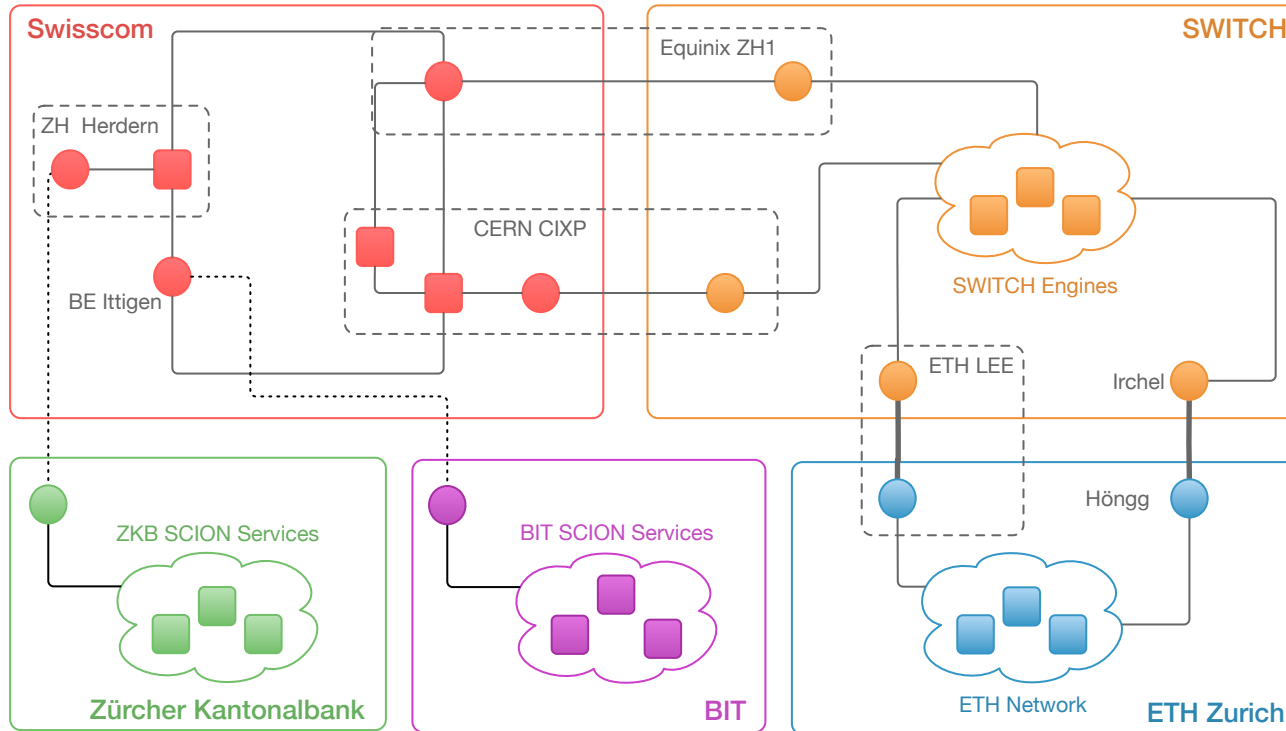 Swisscom
Equinix ZH1
SWITCH
ZH Herdern
CERN CIXP
BE Ittigen
SWITCH Engines
ETH LEE
Irchel
Höngg
ZKB SCION Services
BIT SCION Services
Zürcher Kantonalbank
BIT
ETH Network
ETH Zurich